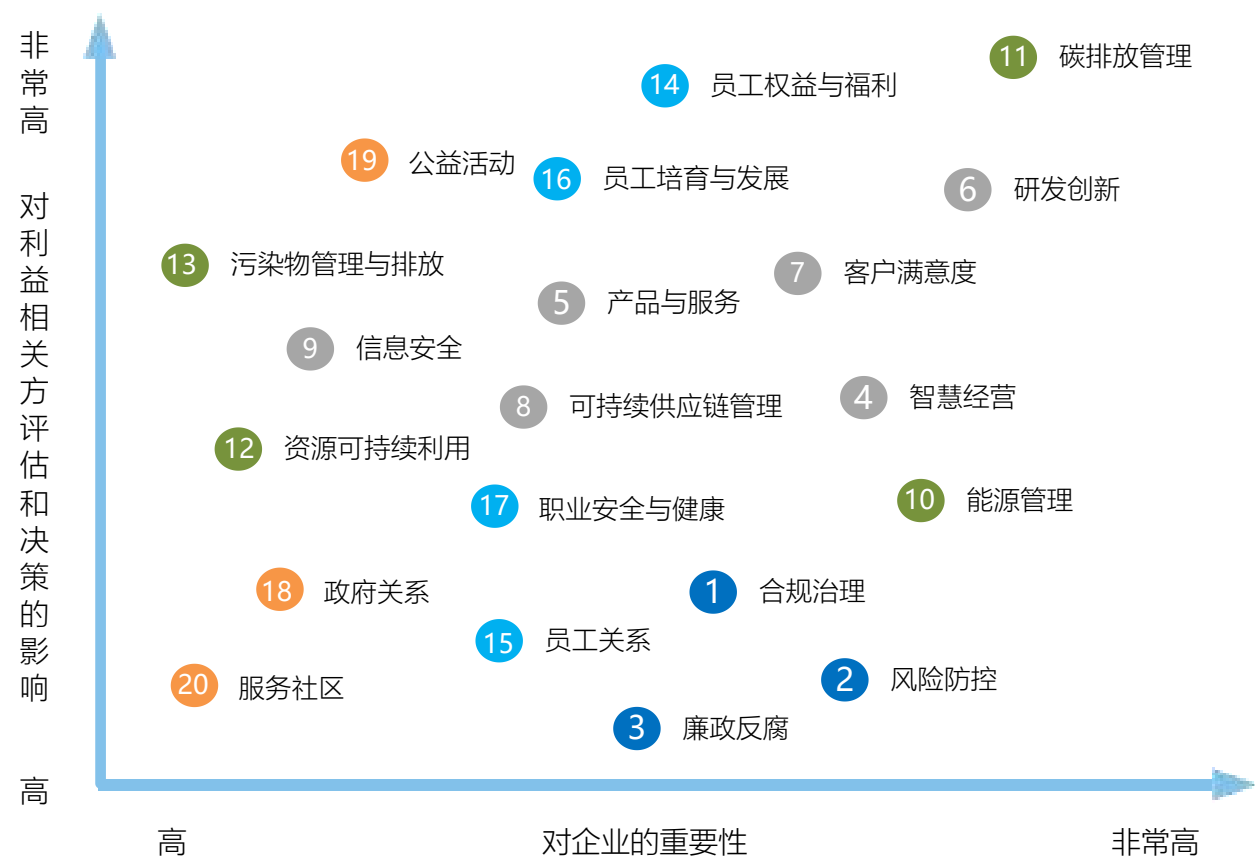 非常高
对利益相关方评估和决策的影响
高
11 碳排放管理
14 员工权益与福利
19 公益活动
16 员工培育与发展
6 研发创新
13 污染物管理与排放
7 客户满意度
5 产品与服务
9 信息安全
8 可持续供应链管理
4 智慧经营
12 资源可持续利用
17 职业安全与健康
10 能源管理
18 政府关系
1 合规治理
15 员工关系
20 服务社区
2 风险防控
3 廉政反腐
高
对企业的重要性
非常高